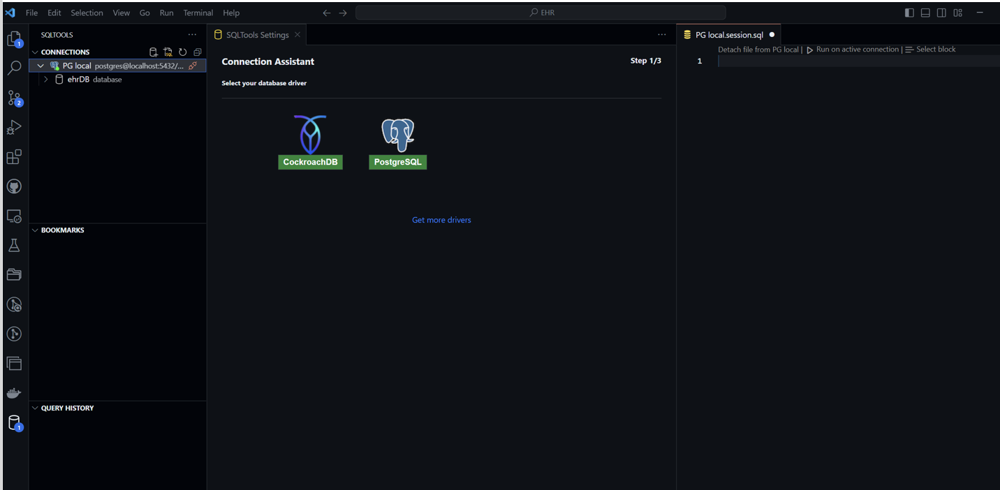 File Edit Selection View Go Run Terminal Help
EHR
SQLTOOLS
CONNECTIONS
SQL
PG local postgres@localhost:5432/...
ehrDB database
BOOKMARKS
QUERY HISTORY
1
2
1
SQLTools Settings
Connection Assistant
Step 1/3
Select your database driver
CockroachDB
PostgreSQL
Get more drivers
PG local.session.sql
Detach file from PG local | Run on active connection | Select block
1